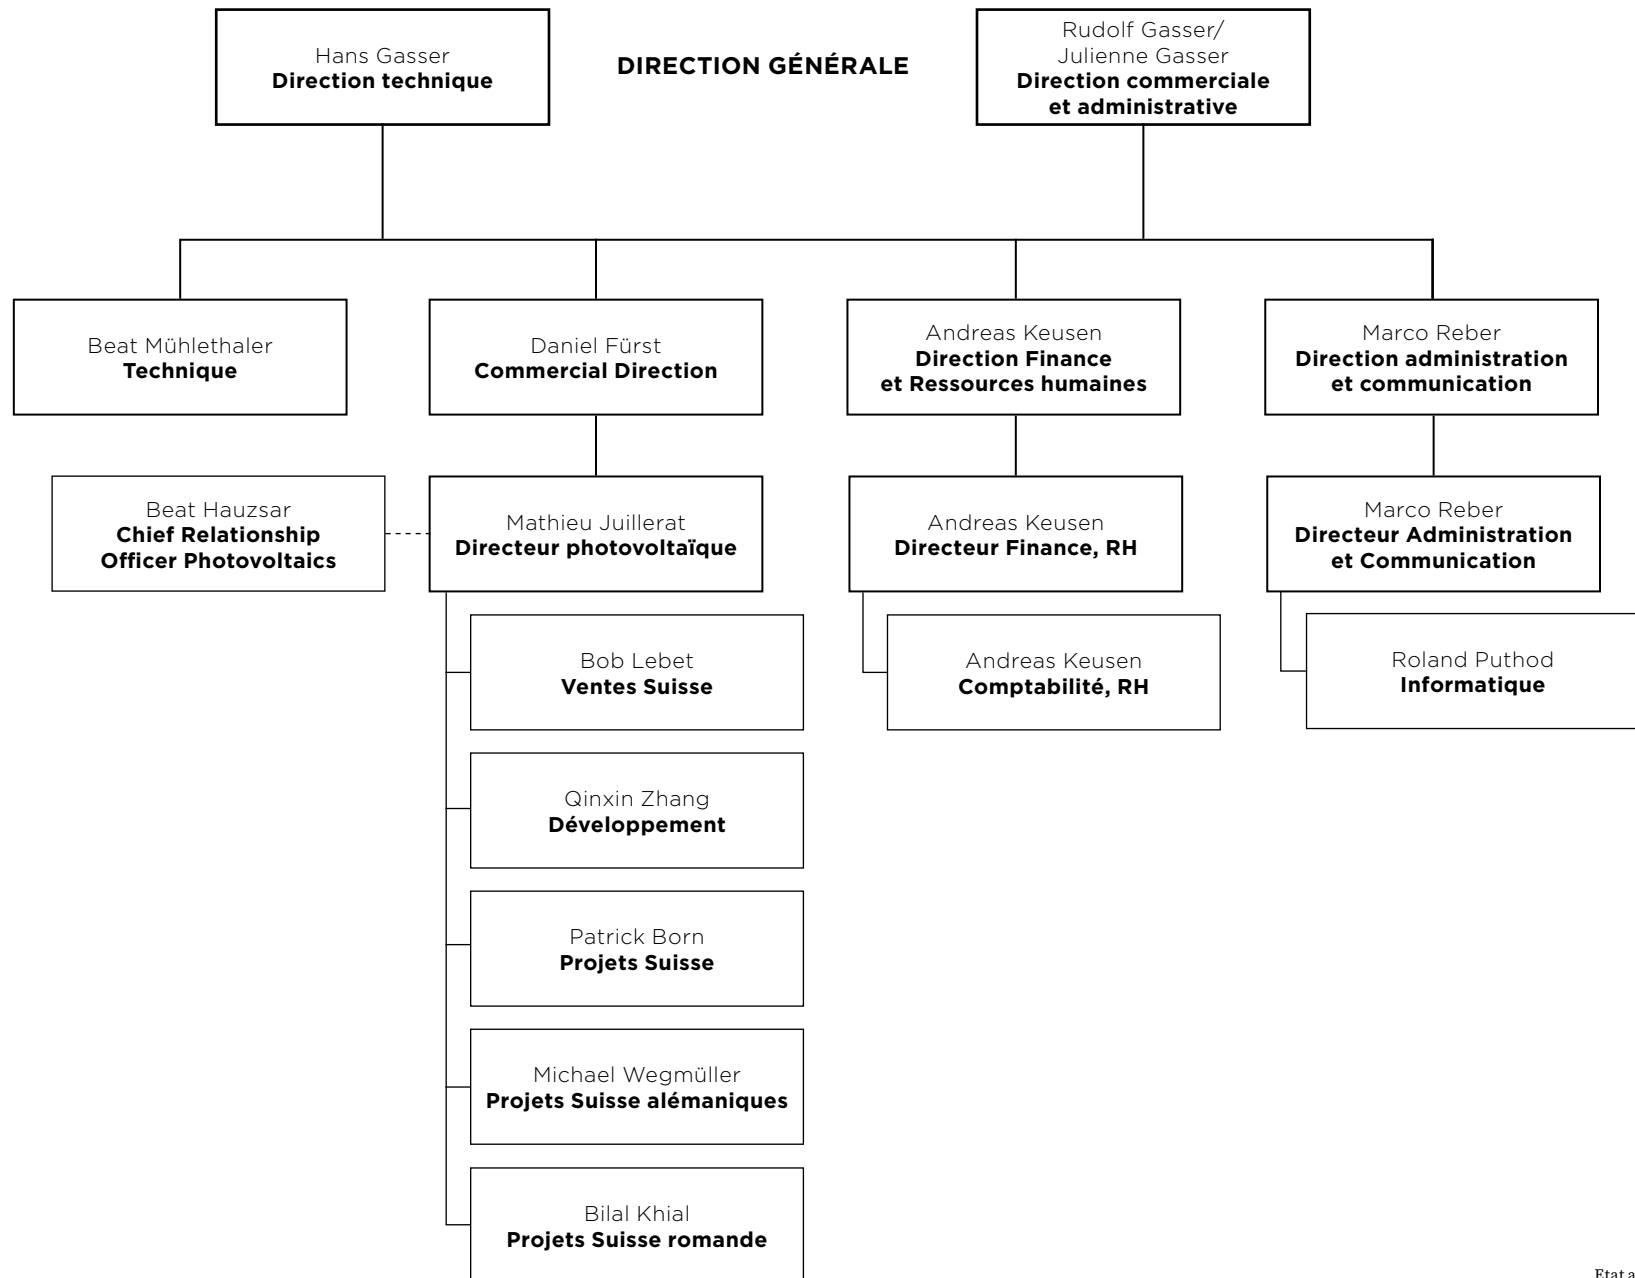 Hans Gasser
Direction technique
DIRECTION GÉNÉRALE
Rudolf Gasser/
Julienne Gasser
Direction commerciale
et administrative
Beat Mühlethaler
Technique
Daniel Fürst
Commercial Direction
Andreas Keusen
Direction Finance
et Ressources humaines
Marco Reber
Direction administration
et communication
Beat Hauzsar
Chief Relationship
Officer Photovoltaics
Mathieu Juillerat
Directeur photovoltaïque
Andreas Keusen
Directeur Finance, RH
Marco Reber
Directeur Administration
et Communication
Bob Lebet
Ventes Suisse
Andreas Keusen
Comptabilité, RH
Roland Puthod
Informatique
Qinxin Zhang
Développement
Patrick Born
Projets Suisse
Michael Wegmüller
Projets Suisse alémaniques
Bilal Khial
Projets Suisse romande
Etat a